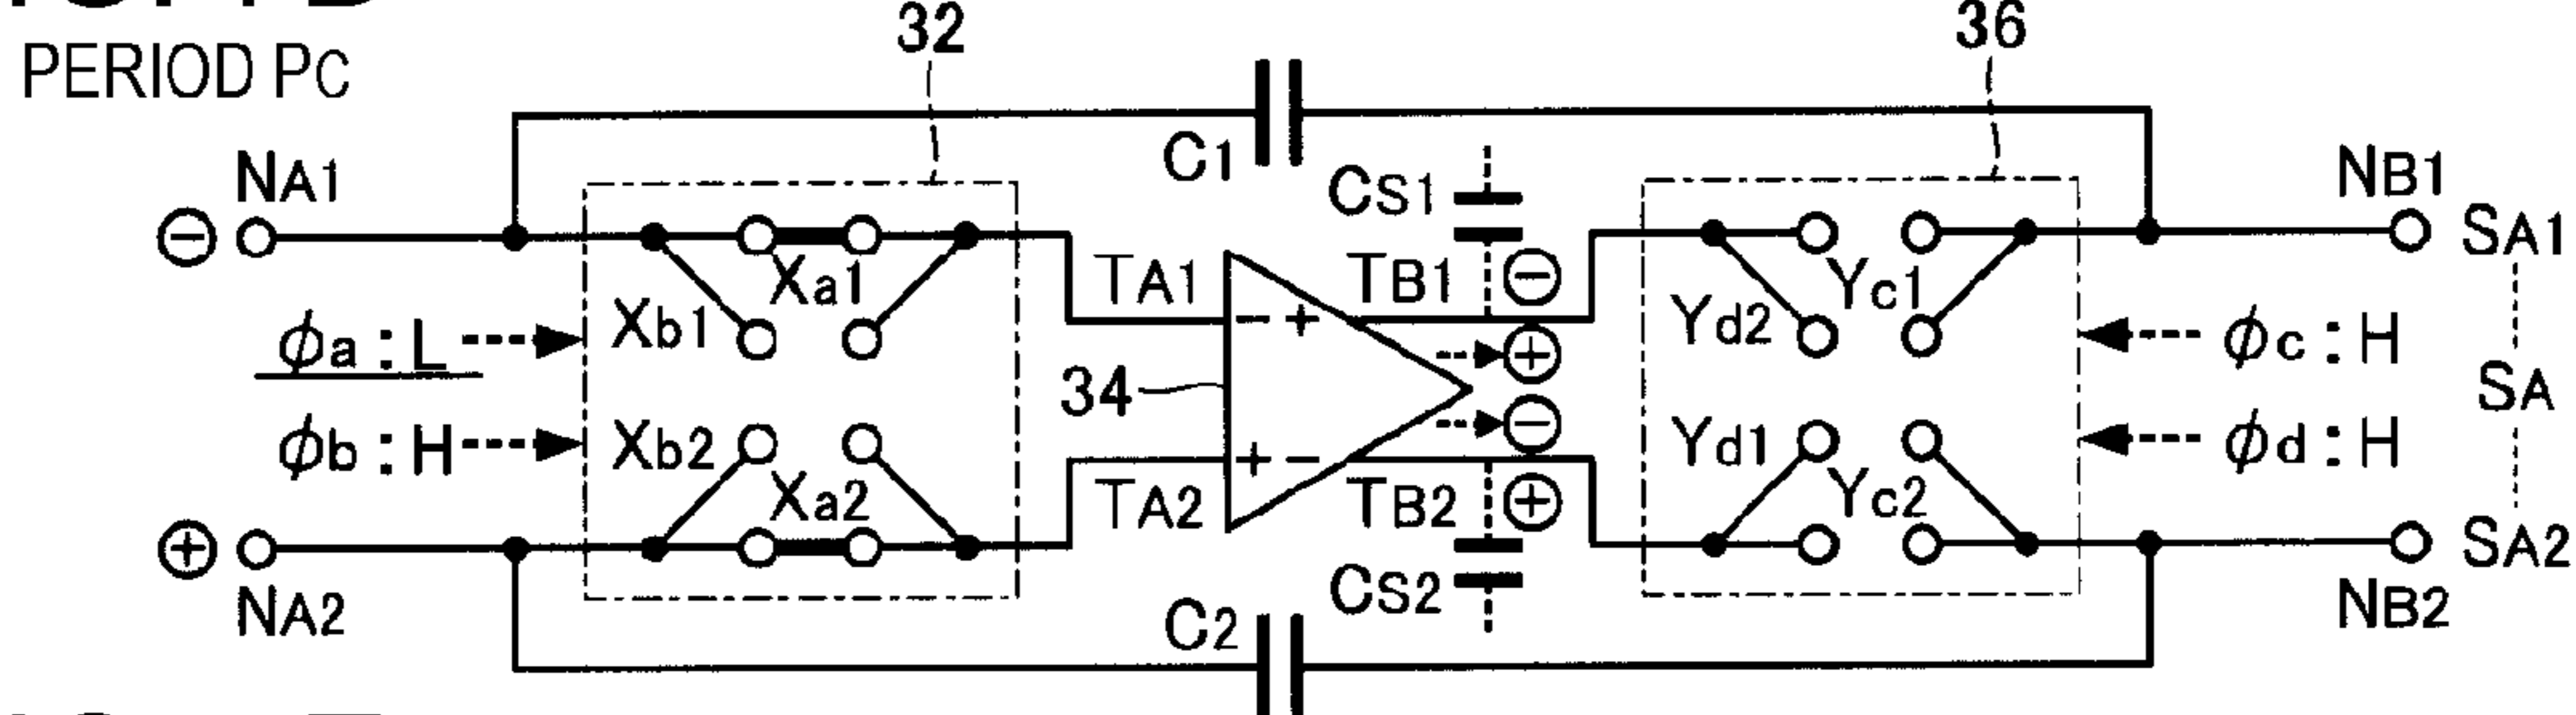 PERIOD PC
32
36
C1
CS1
NA1
NB1
⊖
SA1
Xa1
TA1
TB1
⊖
Yc1
Xb1
Yd2
ϕa : L
− +
⊕
ϕc : H
34
SA
ϕb : H
Xb2
⊖
Yd1
ϕd : H
+ −
Xa2
TA2
TB2
⊕
Yc2
⊕
SA2
NA2
C2
CS2
NB2